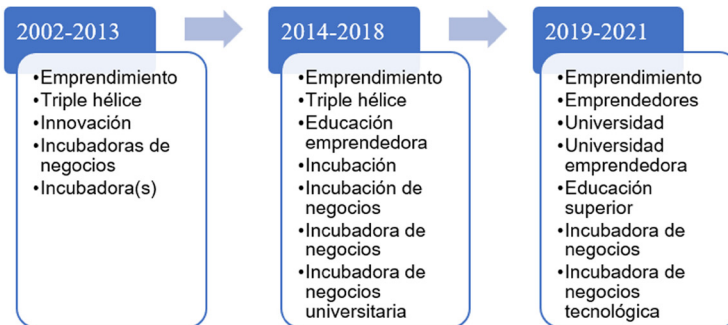 2002-2013
•Emprendimiento
•Triple hélice
•Innovación
•Incubadoras de
negocios
•Incubadora(s)
2014-2018
•Emprendimiento
•Triple hélice
•Educación
emprendedora
•Incubación
•Incubación de
negocios
•Incubadora de
negocios
•Incubadora de
negocios
universitaria
2019-2021
•Emprendimiento
•Emprendedores
•Universidad
•Universidad
emprendedora
•Educación
superior
•Incubadora de
negocios
•Incubadora de
negocios
tecnológica